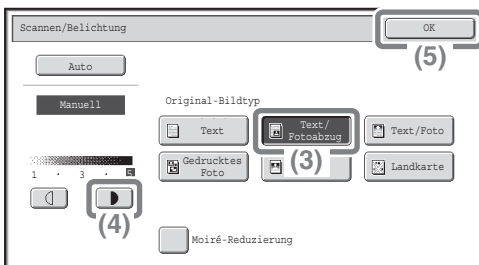 Scannen/Belichtung
OK
(5)
Auto
Manuell
Original-Bildtyp
Text
Text/
Fotoabzug
Text/Foto
Gedrucktes
Foto
(3)
Landkarte
1 · 3 · 5
(4)
Moiré-Reduzierung